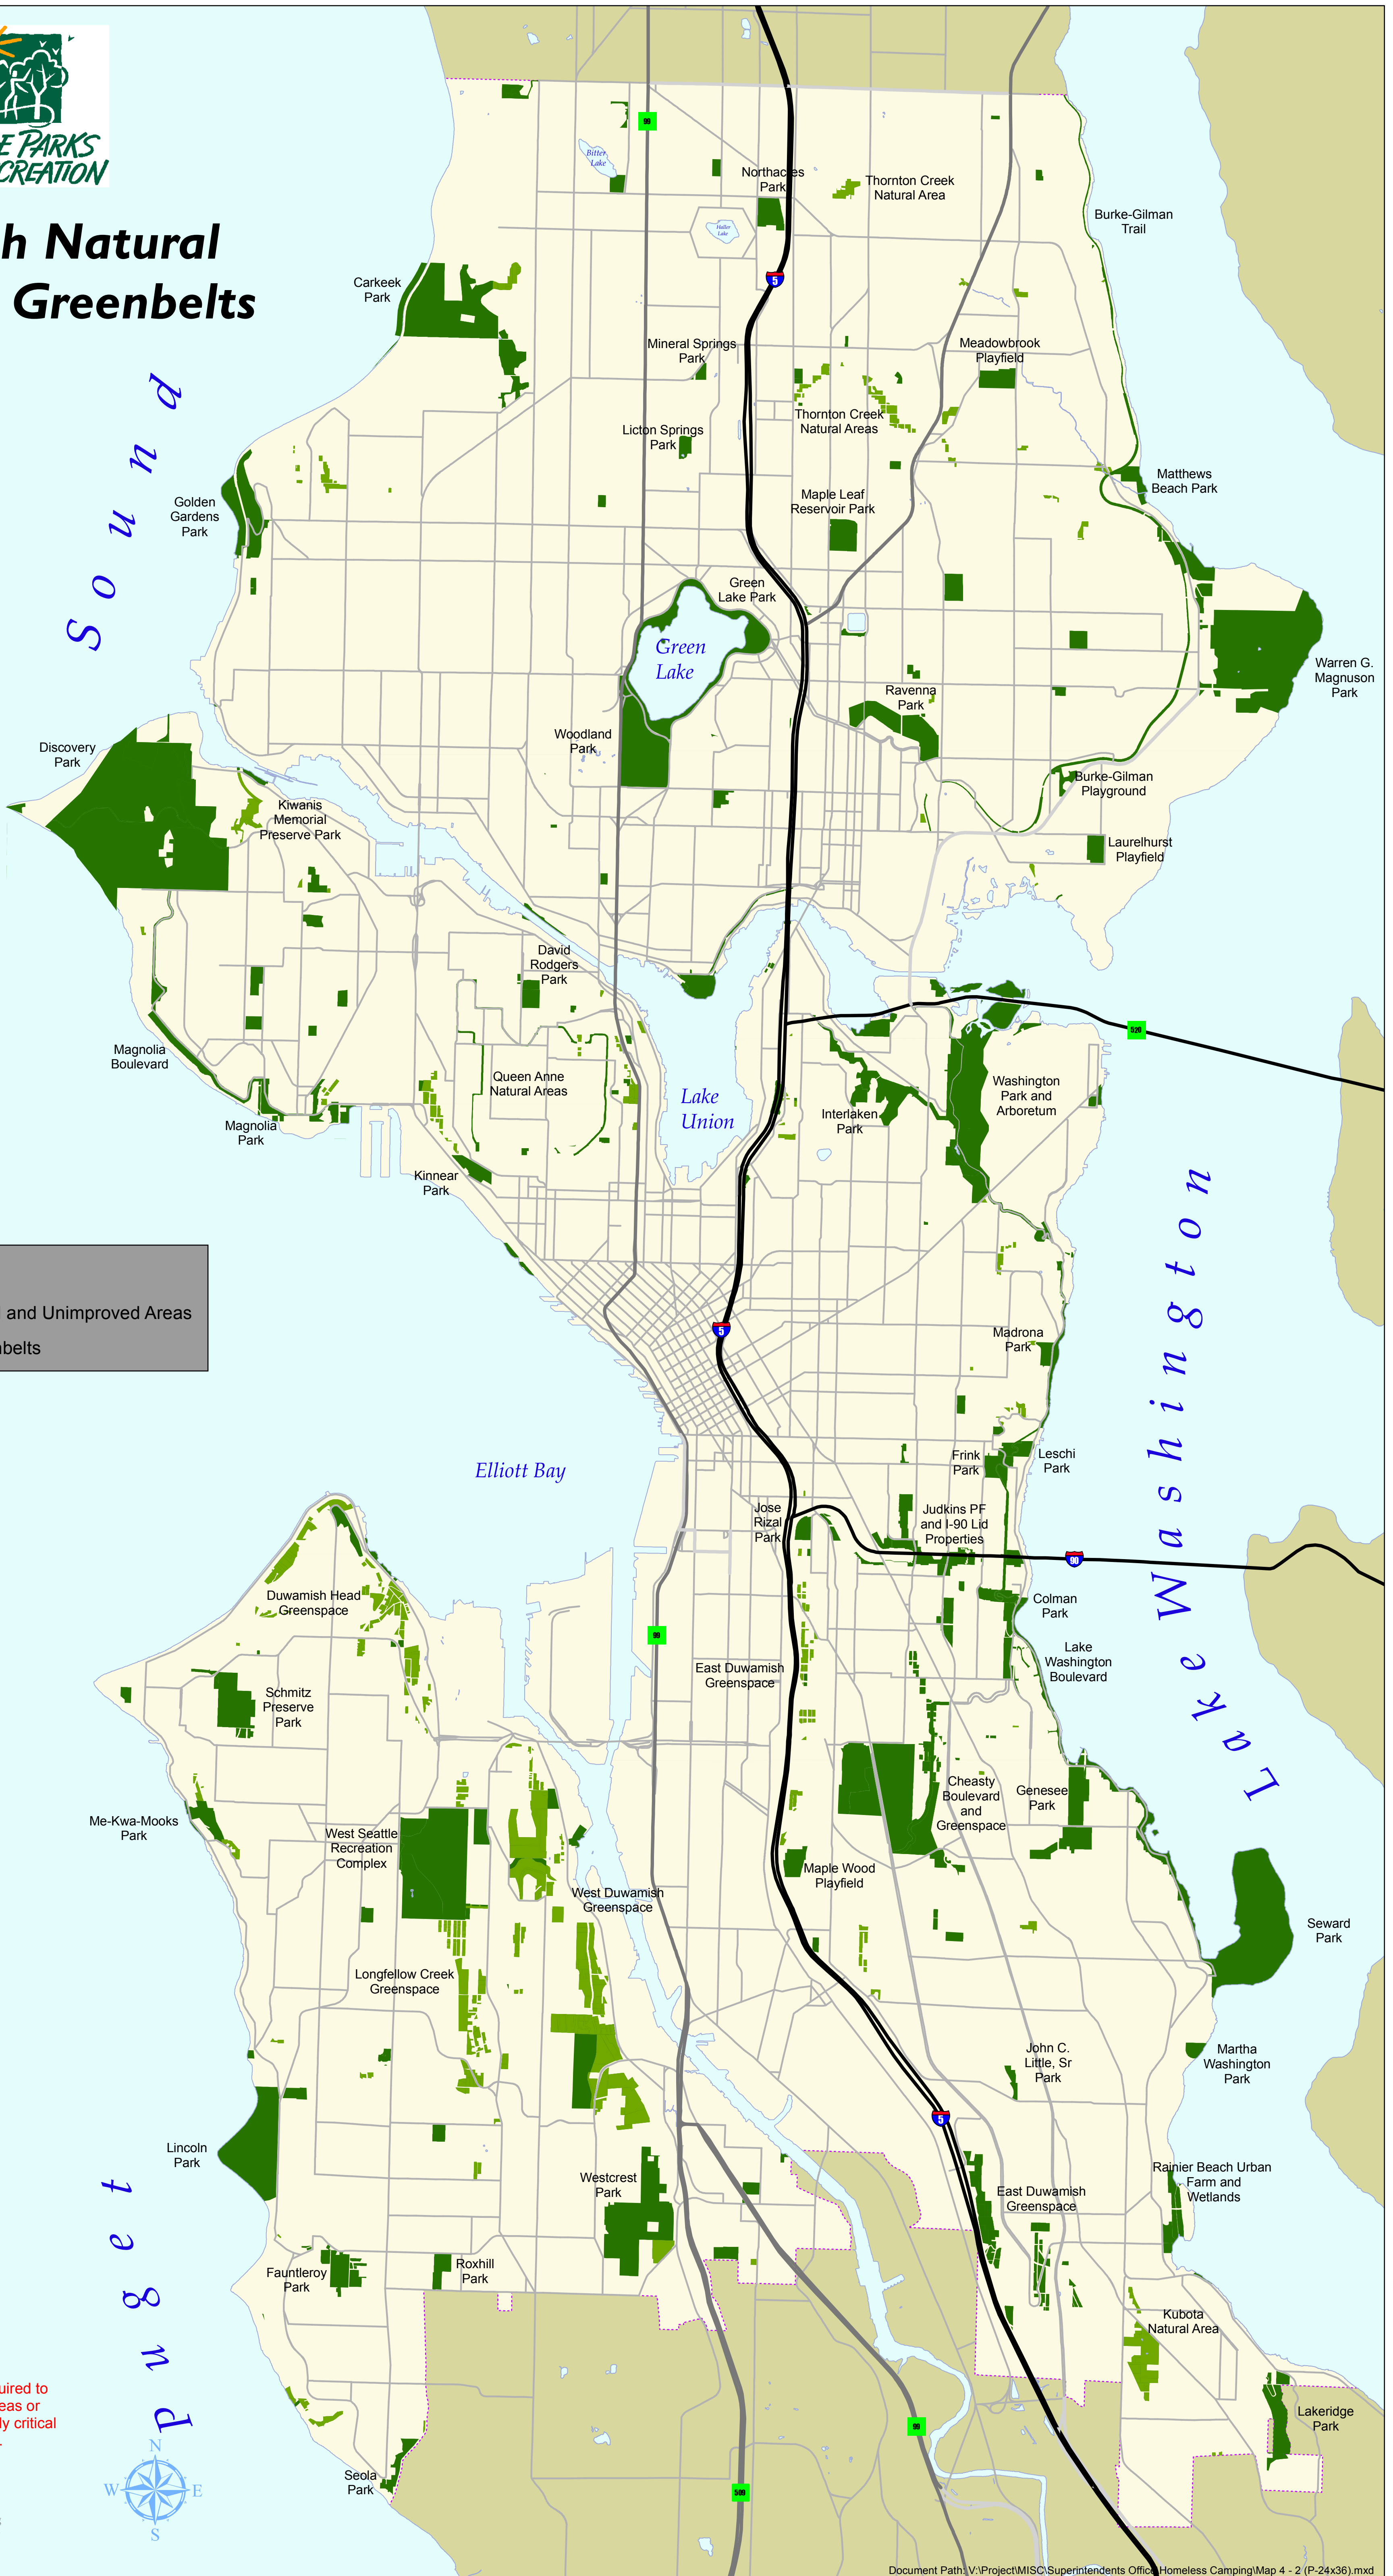 E PARKS
CREATION
h Natural
Greenbelts
99
Bitter
Lake
Northacres
Park
Thornton Creek
Natural Area
Burke-Gilman
Trail
Haller
Lake
Carkeek
Park
5
Mineral Springs
Park
Meadowbrook
Playfield
Thornton Creek
Natural Areas
Licton Springs
Park
Matthews
Beach Park
Golden
Gardens
Park
Maple Leaf
Reservoir Park
Green
Lake Park
Green
Lake
Warren G.
Magnuson
Park
Ravenna
Park
Woodland
Park
Discovery
Park
Burke-Gilman
Playground
Kiwanis
Memorial
Preserve Park
Laurelhurst
Playfield
David
Rodgers
Park
520
Magnolia
Boulevard
Queen Anne
Natural Areas
Lake
Union
Washington
Park and
Arboretum
Interlaken
Park
Magnolia
Park
Kinnear
Park
and Unimproved Areas
belts
5
Madrona
Park
Elliott Bay
Frink
Park
Leschi
Park
Jose
Rizal
Park
Judkins PF
and I-90 Lid
Properties
90
Duwamish Head
Greenspace
Colman
Park
99
Lake
Washington
Boulevard
East Duwamish
Greenspace
Schmitz
Preserve
Park
Lake Washington
Cheasty
Boulevard
and
Greenspace
Genesee
Park
Me-Kwa-Mooks
Park
West Seattle
Recreation
Complex
Maple Wood
Playfield
West Duwamish
Greenspace
Seward
Park
Longfellow Creek
Greenspace
John C.
Little, Sr
Park
Martha
Washington
Park
5
Lincoln
Park
Westcrest
Park
Rainier Beach Urban
Farm and
Wetlands
East Duwamish
Greenspace
Fauntleroy
Park
Roxhill
Park
Kubota
Natural Area
Puget Sound
uired to
eas or
ly critical
Lakeridge
Park
99
N
W
E
S
Seola
Park
509
Document Path: V:\Project\MISC\Superintendents Office\Homeless Camping\Map 4 - 2 (P-24x36).mxd